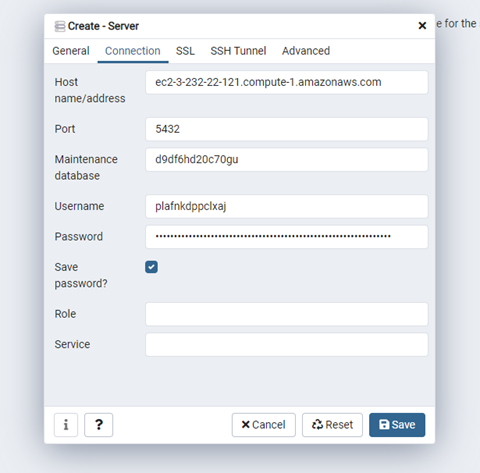 Create - Server
e for the s
General Connection SSL SSH Tunnel Advanced
Host
name/address
ec2-3-232-22-121.compute-1.amazonaws.com
Port
5432
Maintenance
database
d9df6hd20c70gu
Username
plafnkdppclxaj
Password
Save
password?
Role
Service
i ? Cancel Reset Save